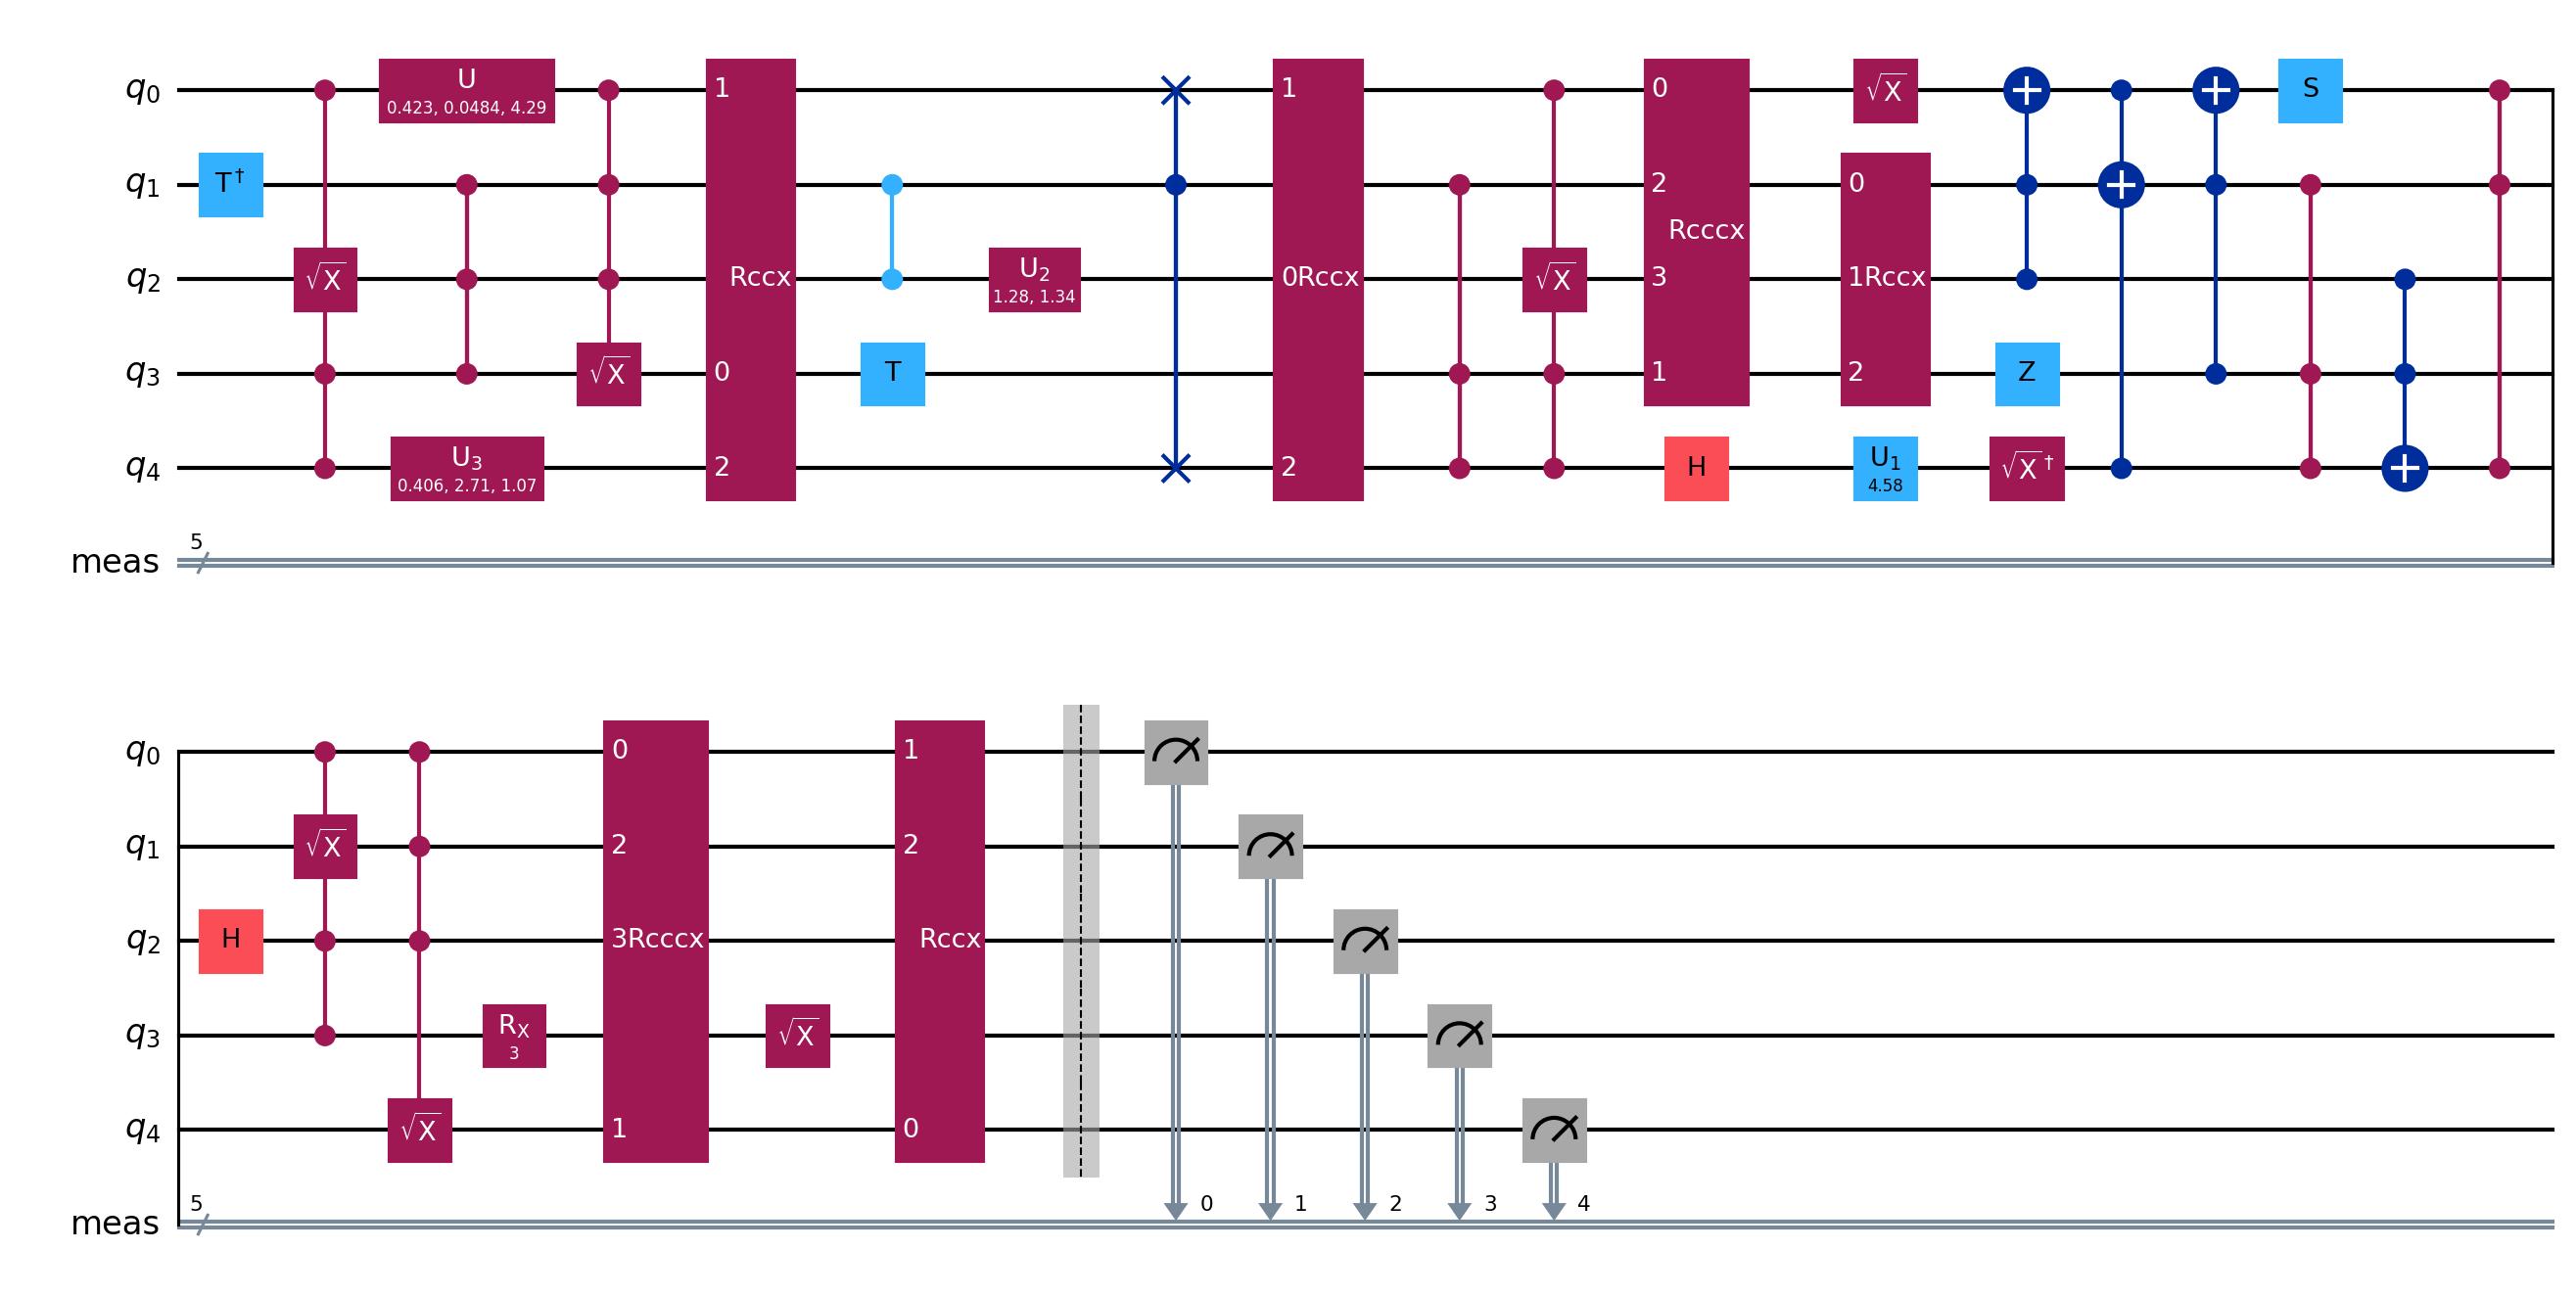 q0 U 0.423, 0.0484, 4.29 1 1 0 √X S
q1 T† 2 0
Rcccx
q2 √X Rccx U2 1.28, 1.34 0Rccx √X 3 1Rccx
q3 √X 0 T 1 2 Z
q4 U3 0.406, 2.71, 1.07 2 2 H U1 4.58 √X†
meas 5
q0 0 1
q1 √X 2 2
q2 H 3Rcccx Rccx
q3 RX 3 √X
q4 √X 1 0
meas 5 0 1 2 3 4